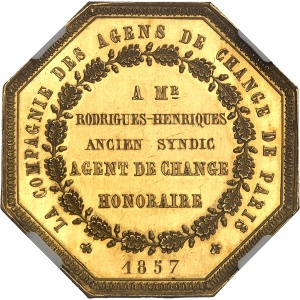 LA COMPAGNIE DES AGENS DE CHANGE DE PARIS
A MR
RODRIGUES-HENRIQUES
ANCIEN SYNDIC
AGENT DE CHANGE
HONORAIRE
1857